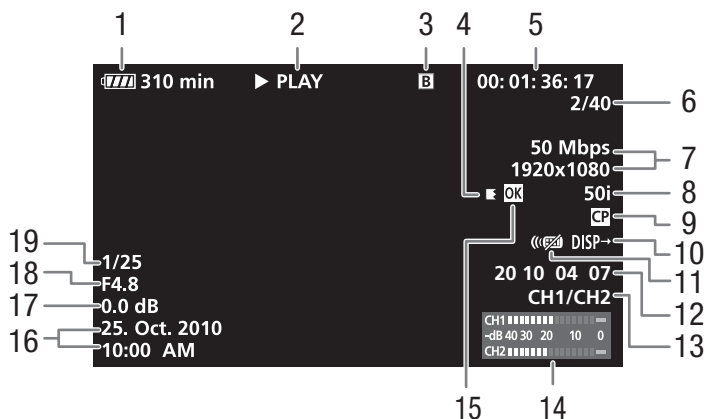 1 2 3 4 5
310 min ▶ PLAY B 00: 01: 36: 17
2/40 6
50 Mbps 7
1920x1080
OK 50i 8
CP 9
DISP→ 10
11
19 1/25
20 10 04 07 12
18 F4.8
CH1/CH2 13
17 0.0 dB
16 25. Oct. 2010
10:00 AM
CH1
-dB 40 30 20 10 0
CH2
15 14